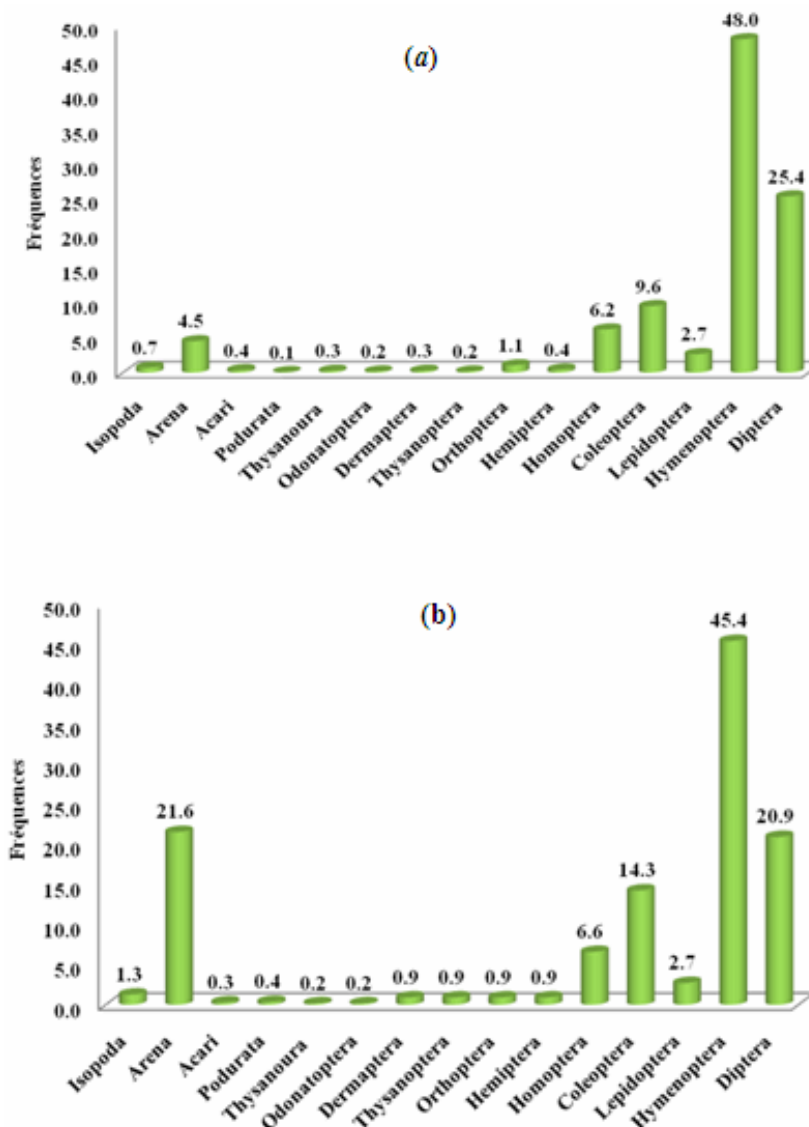 (a)
Fréquences
50.0
45.0
40.0
35.0
30.0
25.0
20.0
15.0
10.0
5.0
0.0
0.7
4.5
0.4
0.1
0.3
0.2
0.3
0.2
1.1
0.4
6.2
9.6
2.7
48.0
25.4
Isopoda
Arena
Acari
Podurata
Thysanoura
Odonatoptera
Dermaptera
Thysanoptera
Orthoptera
Hemiptera
Homoptera
Coleoptera
Lepidoptera
Hymenoptera
Diptera
(b)
Fréquences
50.0
45.0
40.0
35.0
30.0
25.0
20.0
15.0
10.0
5.0
0.0
1.3
21.6
0.3
0.4
0.2
0.2
0.9
0.9
0.9
0.9
6.6
14.3
2.7
45.4
20.9
Isopoda
Arena
Acari
Podurata
Thysanoura
Odonatoptera
Dermaptera
Thysanoptera
Orthoptera
Hemiptera
Homoptera
Coleoptera
Lepidoptera
Hymenoptera
Diptera